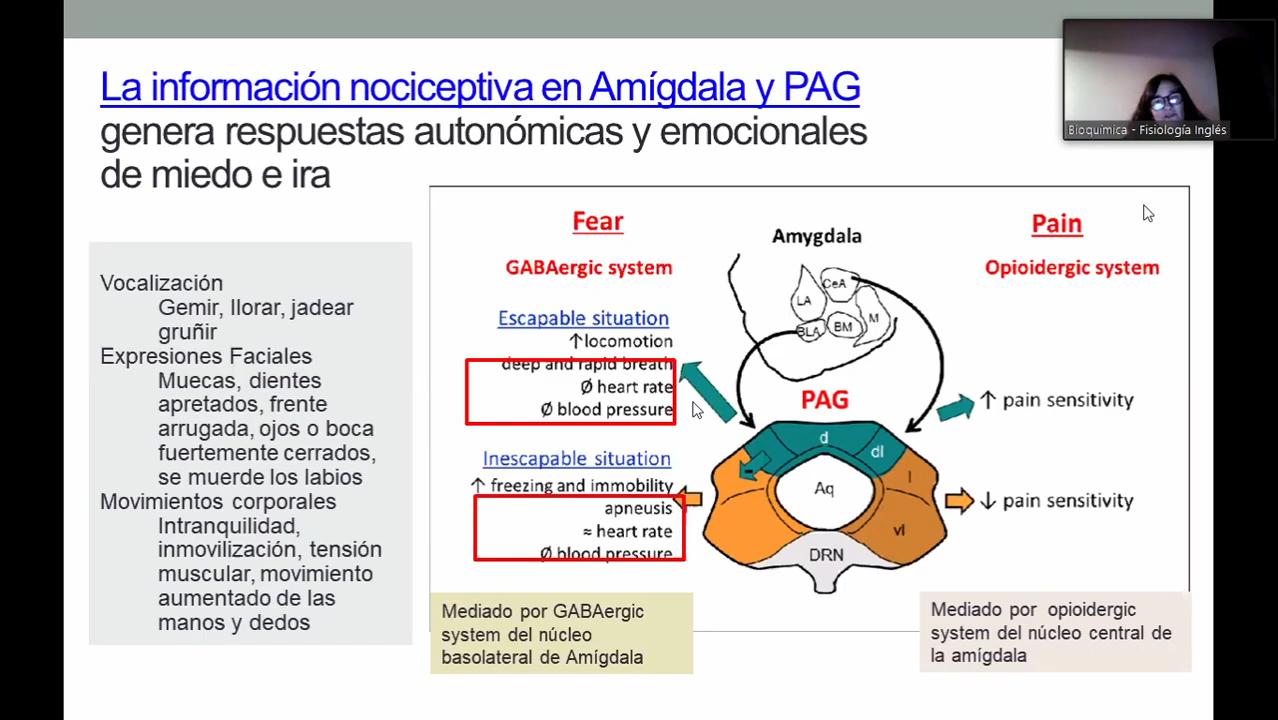 La información nociceptiva en Amígdala y PAG
genera respuestas autonómicas y emocionales
de miedo e ira
Bioquímica - Fisiología Inglés
Vocalización
Gemir, llorar, jadear
gruñir
Expresiones Faciales
Muecas, dientes
apretados, frente
arrugada, ojos o boca
fuertemente cerrados,
se muerde los labios
Movimientos corporales
Intranquilidad,
inmovilización, tensión
muscular, movimiento
aumentado de las
manos y dedos
Fear
GABAergic system
Escapable situation
↑locomotion
deep and rapid breath
Ø heart rate
Ø blood pressure
Inescapable situation
↑ freezing and immobility
apneusis
≈ heart rate
Ø blood pressure
Amygdala
CeA
LA
M
BLA
BM
PAG
d
dl
l
Aq
vl
DRN
Pain
Opioidergic system
↑ pain sensitivity
↓ pain sensitivity
Mediado por GABAergic
system del núcleo
basolateral de Amígdala
Mediado por opioidergic
system del núcleo central de
la amígdala